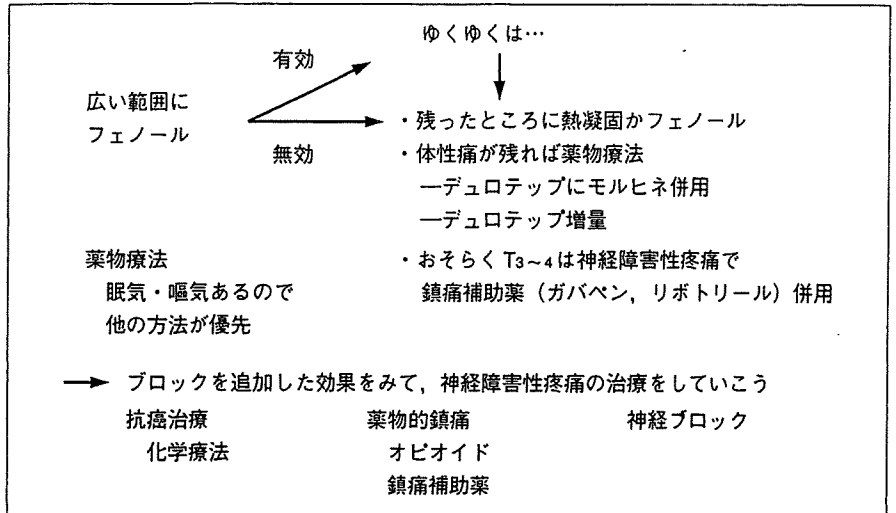 ゆくゆくは…
有効
広い範囲に
フェノール
無効
・残ったところに熱凝固かフェノール
・体性痛が残れば薬物療法
―デュロテップにモルヒネ併用
―デュロテップ増量
薬物療法
眠気・嘔気あるので
他の方法が優先
・おそらくT3~4は神経障害性疼痛で
鎮痛補助薬(ガバペン，リボトリール)併用
→ ブロックを追加した効果をみて，神経障害性疼痛の治療をしていこう
抗癌治療 薬物的鎮痛 神経ブロック
化学療法 オピオイド
鎮痛補助薬